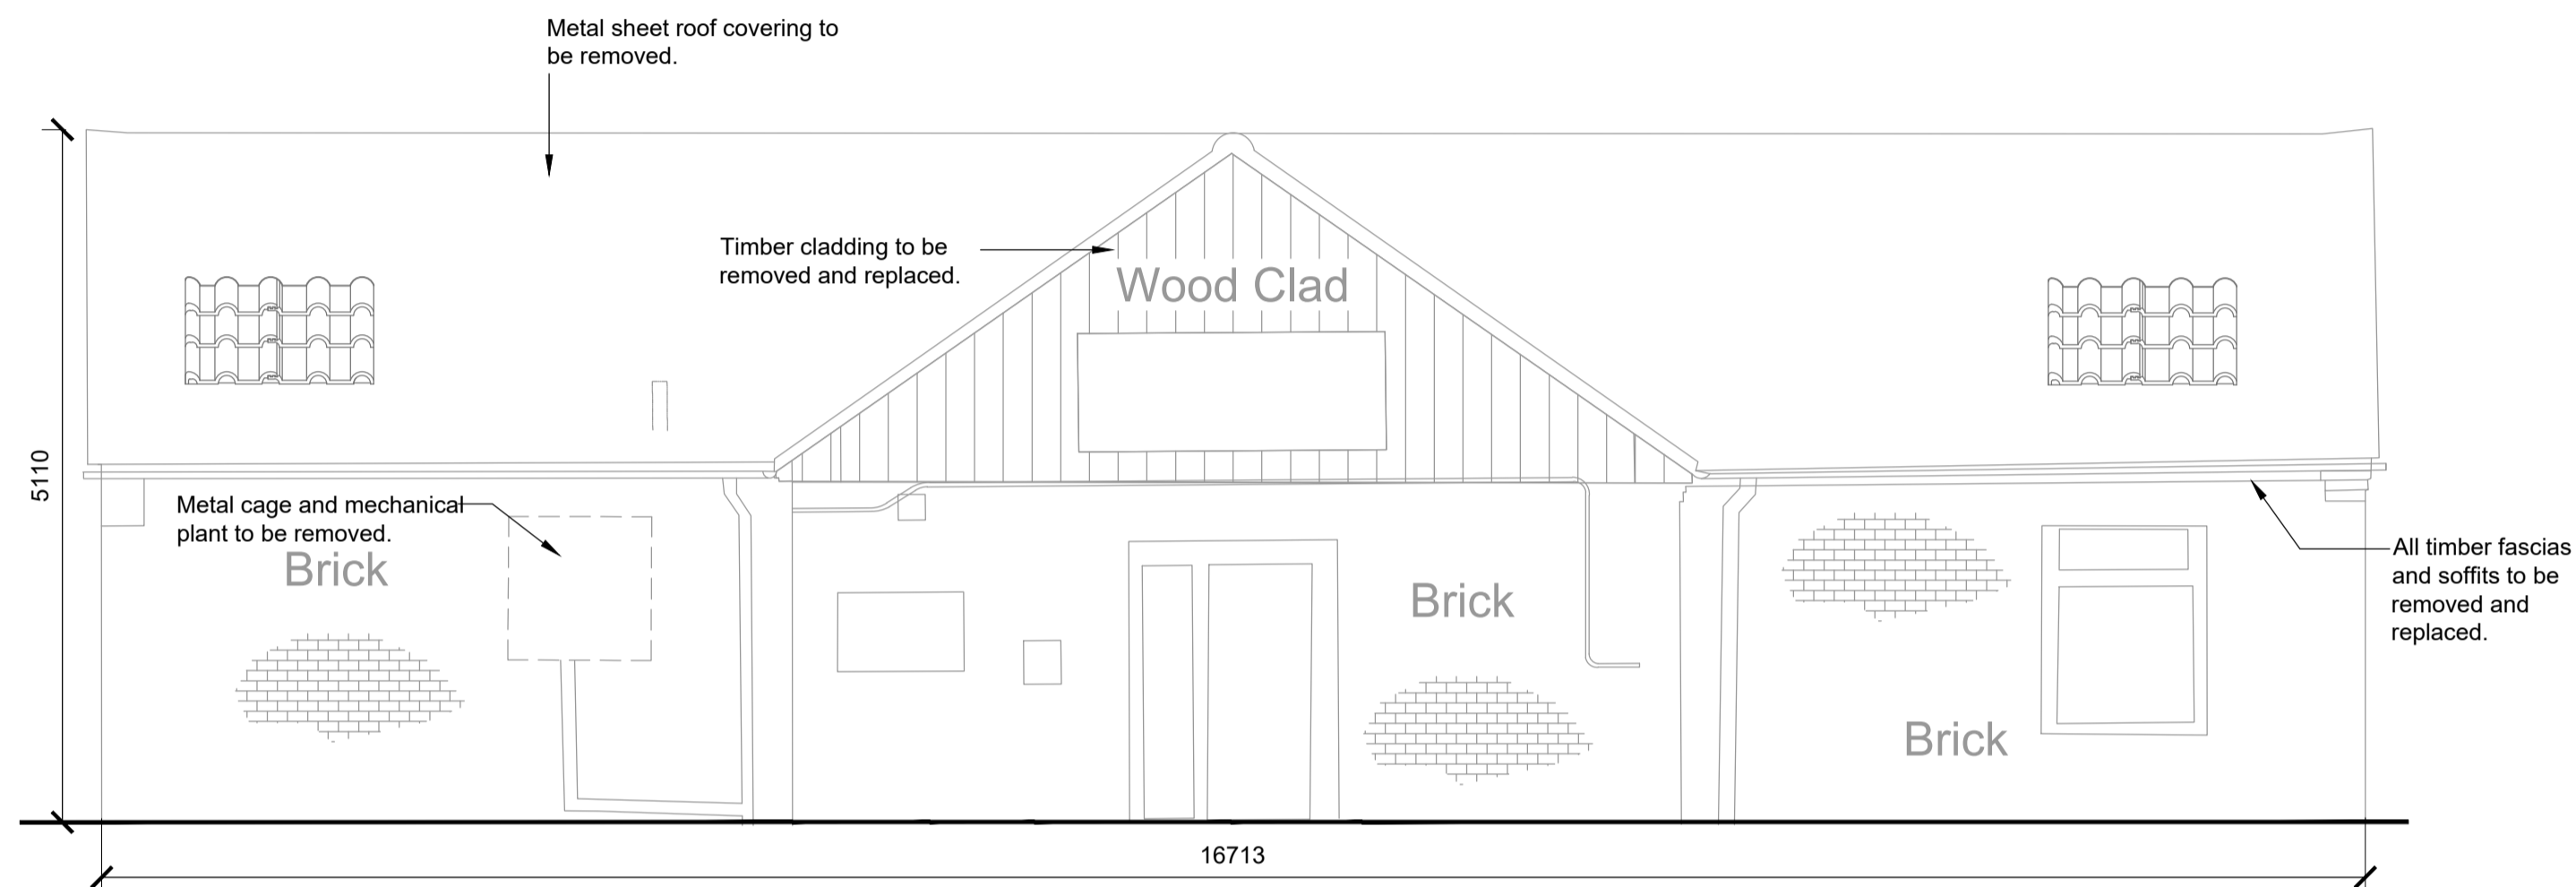 Metal sheet roof covering to
be removed.
Timber cladding to be
removed and replaced.
Wood Clad
5110
Metal cage and mechanical
plant to be removed.
Brick
Brick
Brick
All timber fascias
and soffits to be
removed and
replaced.
16713